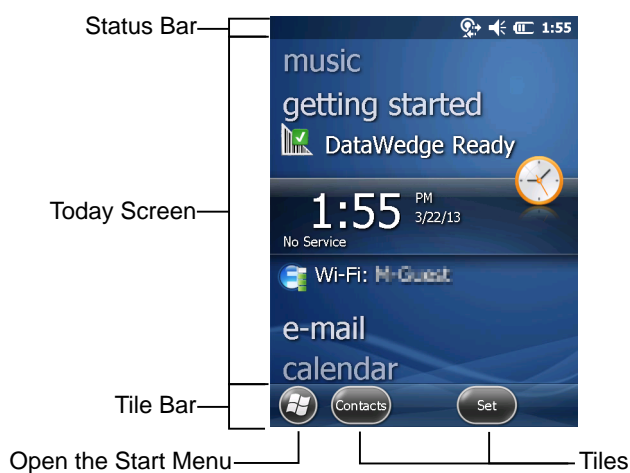 Status Bar
1:55
music
getting started
DataWedge Ready
Today Screen
1:55 PM
3/22/13
No Service
Wi-Fi:
e-mail
calendar
Tile Bar
Contacts
Set
Open the Start Menu
Tiles